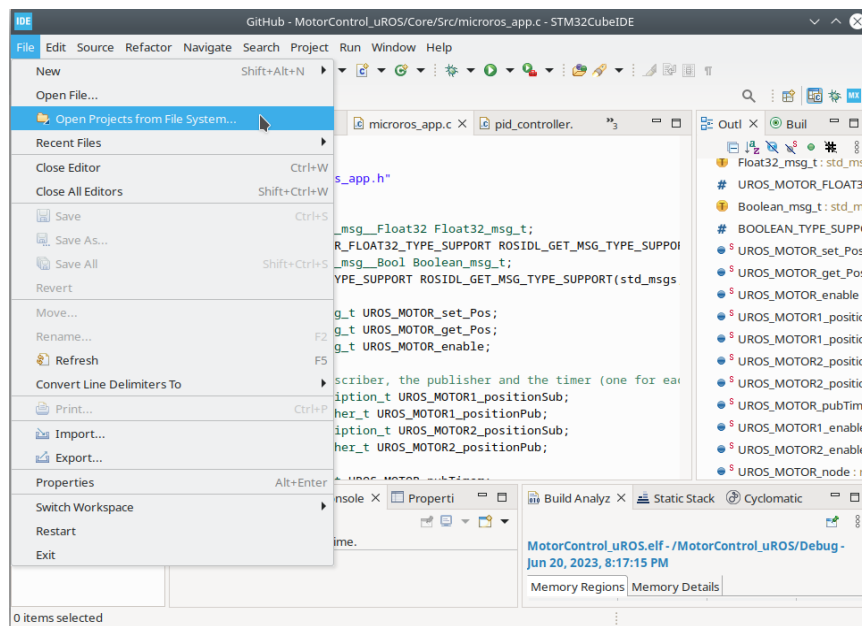 IDE
GitHub - MotorControl_uROS/Core/Src/microros_app.c - STM32CubeIDE
File Edit Source Refactor Navigate Search Project Run Window Help
New Shift+Alt+N
Open File...
Open Projects from File System...
Recent Files
Close Editor Ctrl+W
Close All Editors Shift+Ctrl+W
Save Ctrl+S
Save As...
Save All Shift+Ctrl+S
Revert
Move...
Rename... F2
Refresh F5
Convert Line Delimiters To
Print... Ctrl+P
Import...
Export...
Properties Alt+Enter
Switch Workspace
Restart
Exit
MX
microros_app.c pid_controller. 3
s_app.h"
_msg__Float32 Float32_msg_t;
R_FLOAT32_TYPE_SUPPORT ROSIDL_GET_MSG_TYPE_SUPPO
_msg__Bool Boolean_msg_t;
YPE_SUPPORT ROSIDL_GET_MSG_TYPE_SUPPORT(std_msgs
g_t UROS_MOTOR_set_Pos;
g_t UROS_MOTOR_get_Pos;
g_t UROS_MOTOR_enable;
scriber, the publisher and the timer (one for eac
iption_t UROS_MOTOR1_positionSub;
her_t UROS_MOTOR1_positionPub;
iption_t UROS_MOTOR2_positionSub;
her_t UROS_MOTOR2_positionPub;
Outl Buil
Float32_msg_t : std_ms
# UROS_MOTOR_FLOAT3
Boolean_msg_t : std_m
# BOOLEAN_TYPE_SUPP
S UROS_MOTOR_set_Pos
S UROS_MOTOR_get_Pos
S UROS_MOTOR_enable
S UROS_MOTOR1_positio
S UROS_MOTOR1_positio
S UROS_MOTOR2_positio
S UROS_MOTOR2_positio
S UROS_MOTOR_pubTim
S UROS_MOTOR1_enable
S UROS_MOTOR2_enable
S UROS_MOTOR_node :
nsole Properti
ime.
Build Analyz Static Stack Cyclomatic
MotorControl_uROS.elf - /MotorControl_uROS/Debug -
Jun 20, 2023, 8:17:15 PM
Memory Regions Memory Details
0 items selected